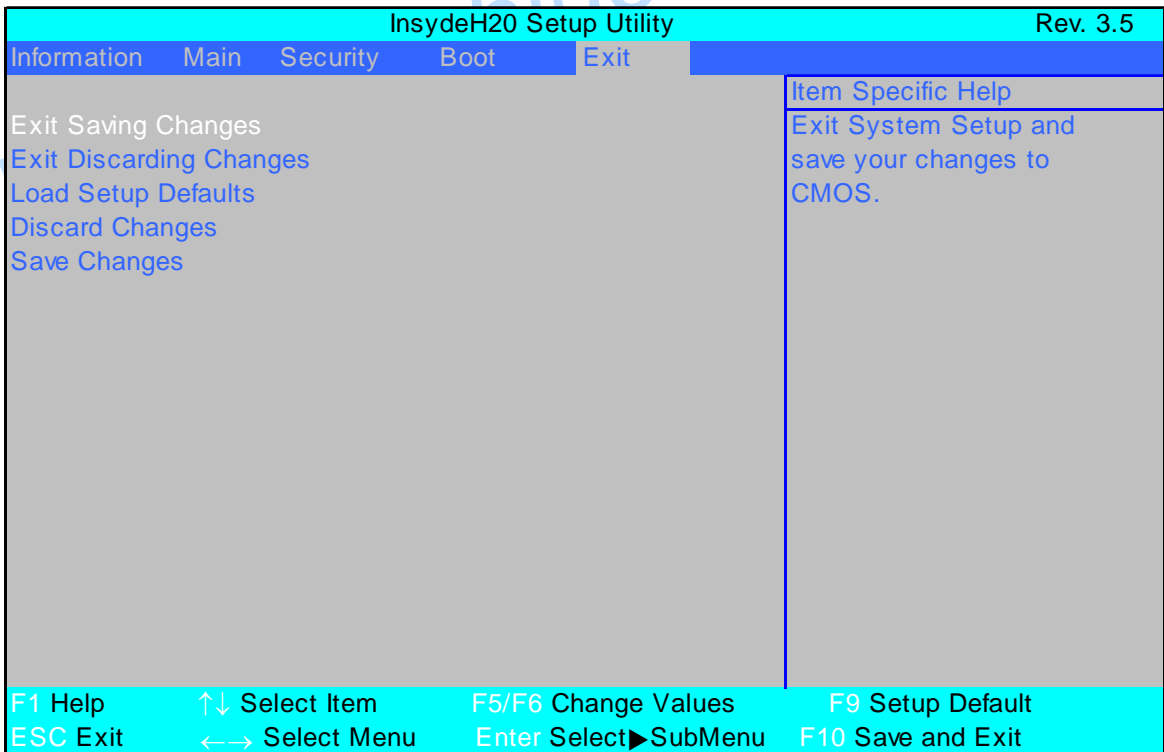 InsydeH20 Setup Utility Rev. 3.5
Information Main Security Boot Exit
Item Specific Help
Exit Saving Changes
Exit Discarding Changes
Load Setup Defaults
Discard Changes
Save Changes
Exit System Setup and
save your changes to
CMOS.
F1 Help ↑↓ Select Item F5/F6 Change Values F9 Setup Default
ESC Exit ←→ Select Menu Enter Select▶SubMenu F10 Save and Exit